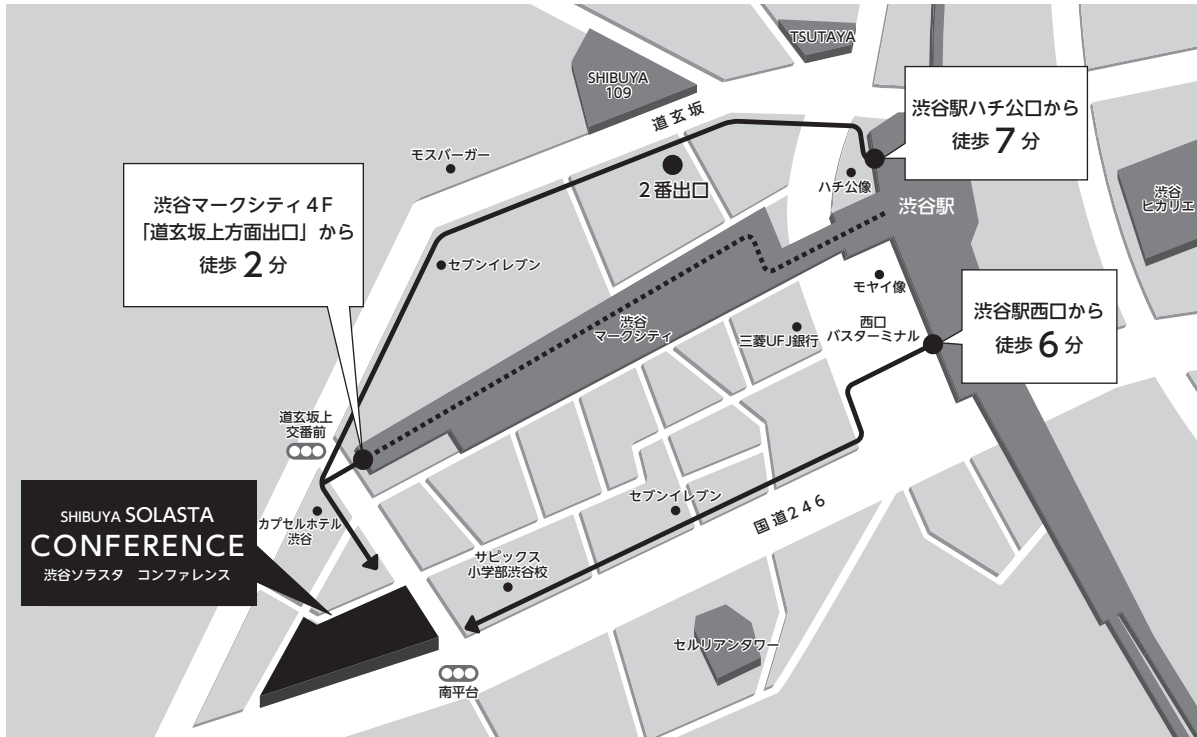 TSUTAYA
SHIBUYA
109
道玄坂
渋谷駅ハチ公口から
徒歩 7 分
モスバーガー
2番出口
ハチ公像
渋谷駅
渋谷
ヒカリエ
渋谷マークシティ4F
「道玄坂上方面出口」から
徒歩 2 分
セブンイレブン
モヤイ像
渋谷
マークシティ
三菱UFJ銀行
西口
バスターミナル
渋谷駅西口から
徒歩 6 分
道玄坂上
交番前
SHIBUYA SOLASTA
CONFERENCE
渋谷ソラスタ コンファレンス
カプセルホテル
渋谷
セブンイレブン
国道246
サピックス
小学部渋谷校
セルリアンタワー
南平台